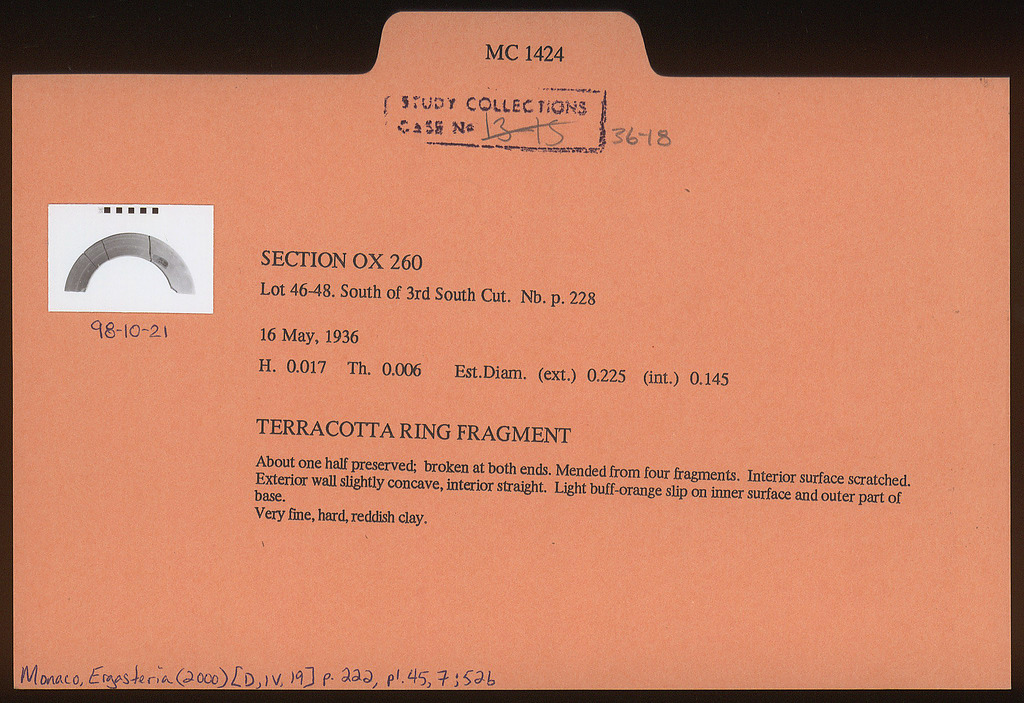 MC 1424
STUDY COLLECTIONS
CASE No 13-15 36-18
98-10-21
SECTION OX 260
Lot 46-48. South of 3rd South Cut. Nb. p. 228
16 May, 1936
H. 0.017 Th. 0.006 Est.Diam. (ext.) 0.225 (int.) 0.145
TERRACOTTA RING FRAGMENT
About one half preserved; broken at both ends. Mended from four fragments. Interior surface scratched.
Exterior wall slightly concave, interior straight. Light buff-orange slip on inner surface and outer part of
base.
Very fine, hard, reddish clay.
Monaco, Ergasteria (2000) [D, IV, 19] p. 222, pl. 45, 7; 52b